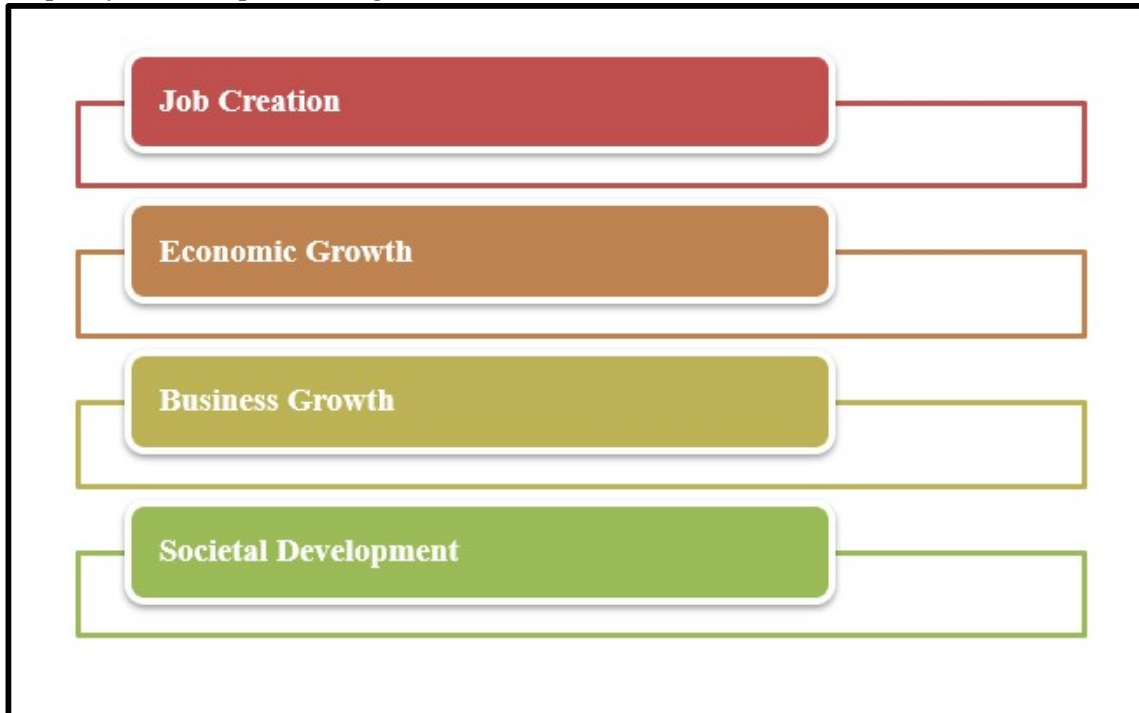 Job Creation
Economic Growth
Business Growth
Societal Development